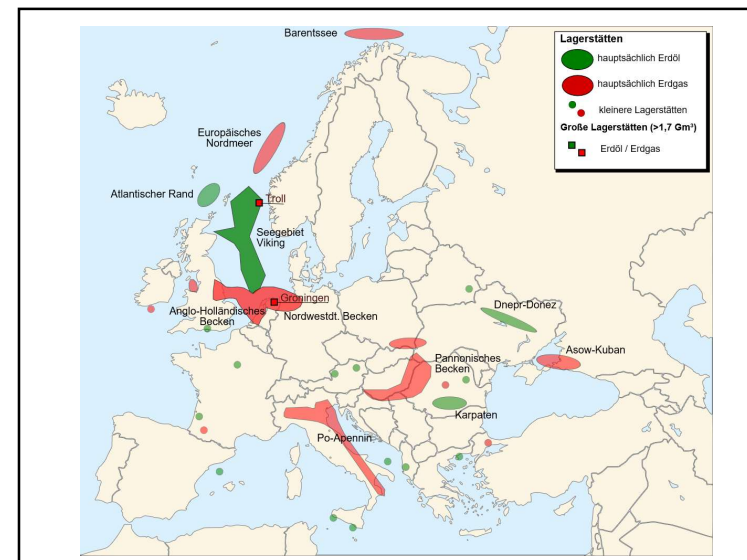 Barentssee
Lagerstätten
hauptsächlich Erdöl
hauptsächlich Erdgas
kleinere Lagerstätten
Große Lagerstätten (>1,7 Gm³)
Erdöl / Erdgas
Europäisches
Nordmeer
Atlantischer Rand
Troll
Seegebiet
Viking
Groningen
Anglo-Holländisches
Becken
Nordwestdt. Becken
Dnepr-Donez
Asow-Kuban
Pannonisches
Becken
Karpaten
Po-Apennin